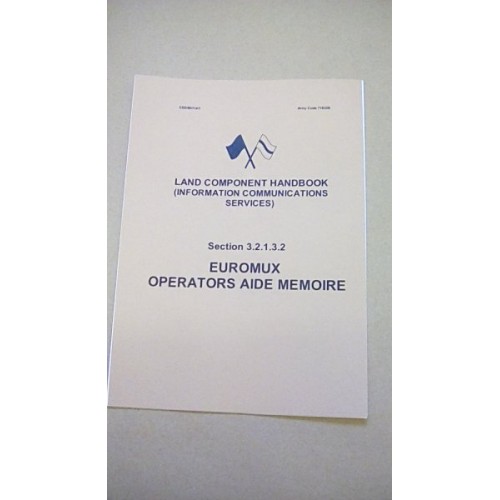 LAND COMPONENT HANDBOOK
(INFORMATION COMMUNICATIONS
SERVICES)
Section 3.2.1.3.2
EUROMUX
OPERATORS AIDE MEMOIRE